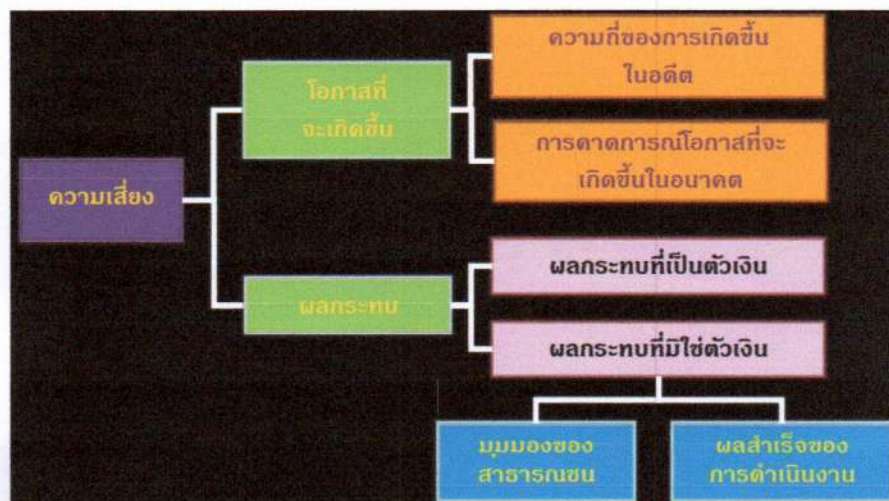 ความเสี่ยง
โอกาสที่
จะเกิดขึ้น
ความถี่ของการเกิดขึ้น
ในอดีต
การคาดการณ์โอกาสที่จะ
เกิดขึ้นในอนาคต
ผลกระทบ
ผลกระทบที่เป็นตัวเงิน
ผลกระทบที่มิใช่ตัวเงิน
มุมมองของ
สาธารณชน
ผลสำเร็จของ
การดำเนินงาน